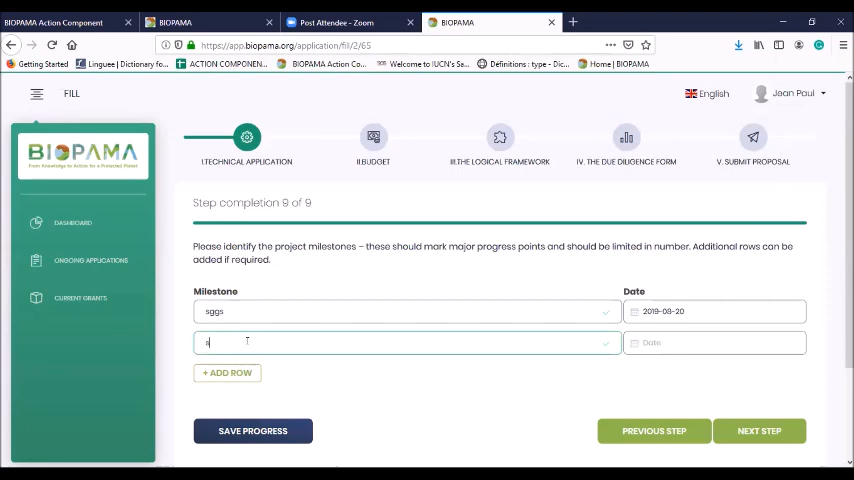 BIOPAMA Action Component
BIOPAMA
Post Attendee - Zoom
BIOPAMA
https://app.biopama.org/application/fill/2/65
Getting Started
Linguee | Dictionary for...
ACTION COMPONEN...
BIOPAMA Action Co...
Welcome to IUCN's Sa...
Définitions : type - Dic...
Home | BIOPAMA
FILL
English
Jean Paul
BIOPAMA
From Knowledge to Action for a Protected Planet
DASHBOARD
ONGOING APPLICATIONS
CURRENT GRANTS
I.TECHNICAL APPLICATION
II.BUDGET
III.THE LOGICAL FRAMEWORK
IV. THE DUE DILIGENCE FORM
V. SUBMIT PROPOSAL
Step completion 9 of 9
Please identify the project milestones – these should mark major progress points and should be limited in number. Additional rows can
be added if required.
Milestone Date
sggs 2019-08-20
s Date
+ ADD ROW
SAVE PROGRESS
PREVIOUS STEP
NEXT STEP